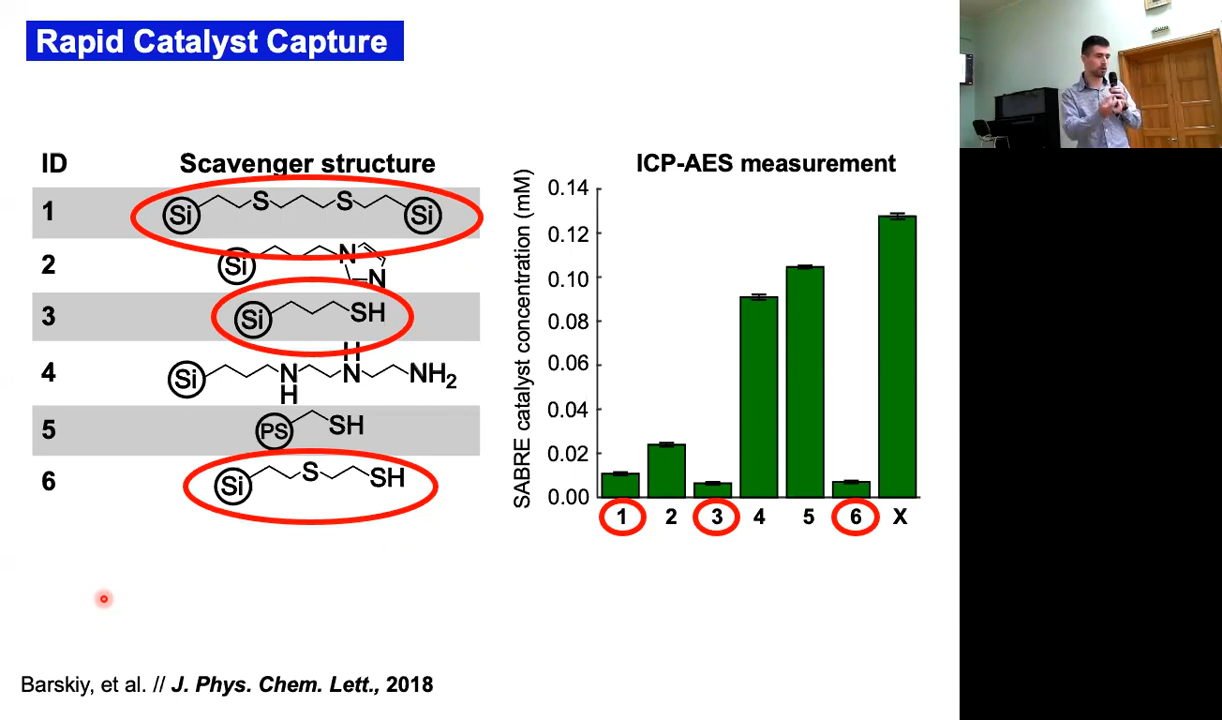 Rapid Catalyst Capture
ID
Scavenger structure
1
Si
S
S
Si
2
Si
N
N
3
Si
SH
4
Si
N
H
H
N
NH2
5
PS
SH
6
Si
S
SH
ICP-AES measurement
SABRE catalyst concentration (mM)
0.14
0.12
0.10
0.08
0.06
0.04
0.02
0.00
1
2
3
4
5
6
X
Barskiy, et al. // J. Phys. Chem. Lett., 2018